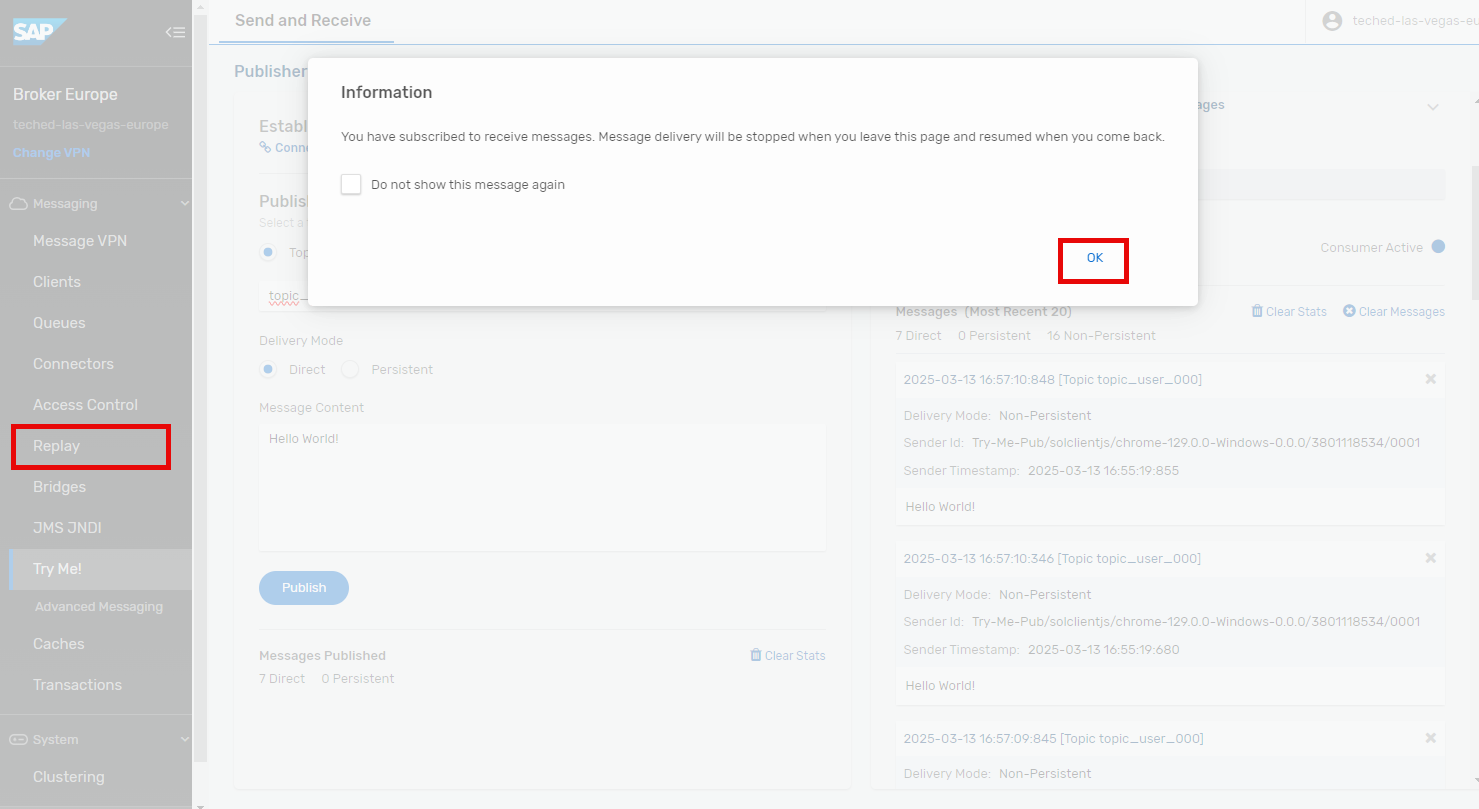 SAP
Send and Receive
teched-las-vegas-eu
Broker Europe
teched-las-vegas-europe
Change VPN
Messaging
Message VPN
Clients
Queues
Connectors
Access Control
Replay
Bridges
JMS JNDI
Try Me!
Advanced Messaging
Caches
Transactions
System
Clustering
Publisher
Establ
Conne
Publis
Select a
Top
topic_
Information
You have subscribed to receive messages. Message delivery will be stopped when you leave this page and resumed when you come back.
Do not show this message again
OK
Delivery Mode
Direct Persistent
Message Content
Hello World!
Publish
Messages Published
Clear Stats
7 Direct 0 Persistent
ages
Consumer Active
Messages (Most Recent 20)
Clear Stats Clear Messages
7 Direct 0 Persistent 16 Non-Persistent
2025-03-13 16:57:10:848 [Topic topic_user_000]
Delivery Mode: Non-Persistent
Sender Id: Try-Me-Pub/solclientjs/chrome-129.0.0-Windows-0.0.0/3801118534/0001
Sender Timestamp: 2025-03-13 16:55:19:855
Hello World!
2025-03-13 16:57:10:346 [Topic topic_user_000]
Delivery Mode: Non-Persistent
Sender Id: Try-Me-Pub/solclientjs/chrome-129.0.0-Windows-0.0.0/3801118534/0001
Sender Timestamp: 2025-03-13 16:55:19:680
Hello World!
2025-03-13 16:57:09:845 [Topic topic_user_000]
Delivery Mode: Non-Persistent